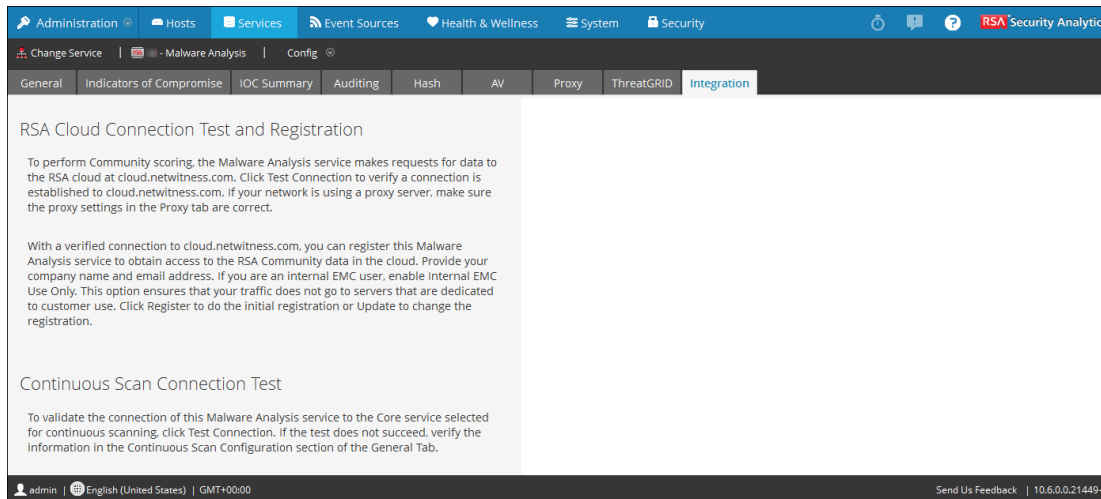 Administration Hosts Services Event Sources Health & Wellness System Security RSA Security Analytic
Change Service | - Malware Analysis | Config
General Indicators of Compromise IOC Summary Auditing Hash AV Proxy ThreatGRID Integration
RSA Cloud Connection Test and Registration
To perform Community scoring, the Malware Analysis service makes requests for data to
the RSA cloud at cloud.netwitness.com. Click Test Connection to verify a connection is
established to cloud.netwitness.com. If your network is using a proxy server, make sure
the proxy settings in the Proxy tab are correct.
With a verified connection to cloud.netwitness.com, you can register this Malware
Analysis service to obtain access to the RSA Community data in the cloud. Provide your
company name and email address. If you are an internal EMC user, enable Internal EMC
Use Only. This option ensures that your traffic does not go to servers that are dedicated
to customer use. Click Register to do the initial registration or Update to change the
registration.
Continuous Scan Connection Test
To validate the connection of this Malware Analysis service to the Core service selected
for continuous scanning, click Test Connection. If the test does not succeed, verify the
information in the Continuous Scan Configuration section of the General Tab.
admin | English (United States) | GMT+00:00 Send Us Feedback | 10.6.0.0.21449-